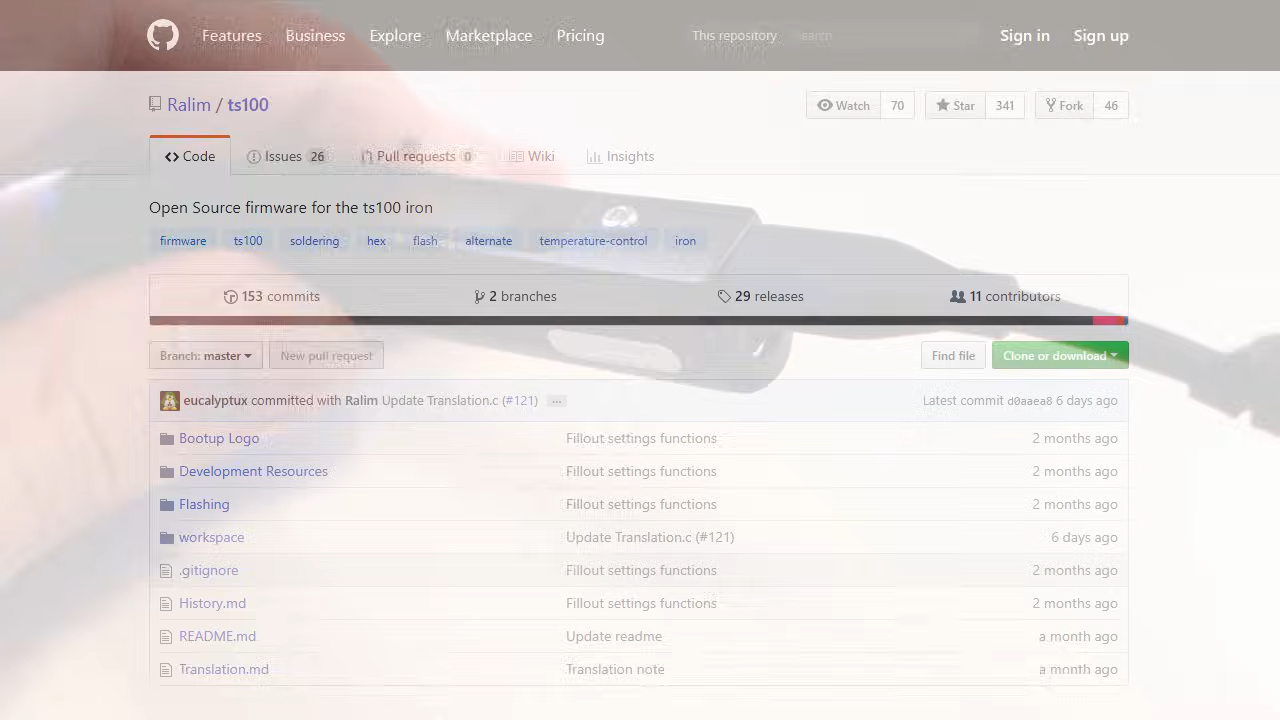 Features Business Explore Marketplace Pricing This repository Search Sign in Sign up
Ralim / ts100 Watch 70 Star 341 Fork 46
Code Issues 26 Pull requests 0 Wiki Insights
Open Source firmware for the ts100 iron
firmware ts100 soldering hex flash alternate temperature-control iron
153 commits 2 branches 29 releases 11 contributors
Branch: master New pull request Find file Clone or download
eucalyptux committed with Ralim Update Translation.c (#121) ... Latest commit d0aaea8 6 days ago
Bootup Logo Fillout settings functions 2 months ago
Development Resources Fillout settings functions 2 months ago
Flashing Fillout settings functions 2 months ago
workspace Update Translation.c (#121) 6 days ago
.gitignore Fillout settings functions 2 months ago
History.md Fillout settings functions 2 months ago
README.md Update readme a month ago
Translation.md Translation note a month ago